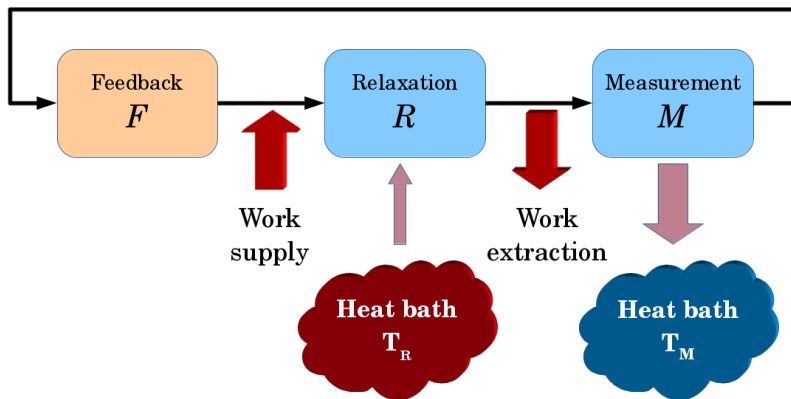 Feedback
F
Relaxation
R
Measurement
M
Work
supply
Work
extraction
Heat bath
T_R
Heat bath
T_M